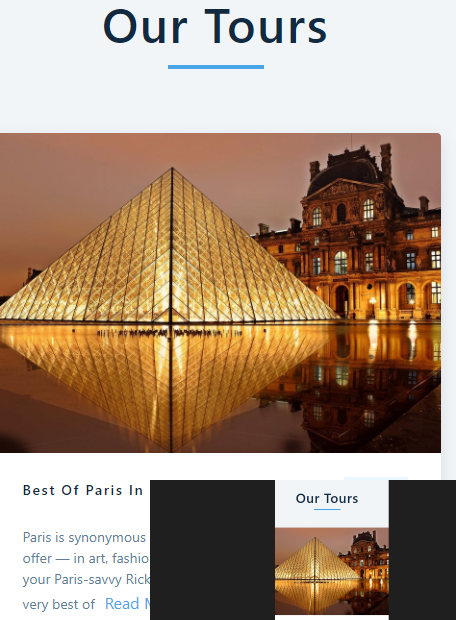 Our Tours
Best Of Paris In
Paris is synonymous
offer — in art, fashio
your Paris-savvy Rick
very best of Read M
Our Tours